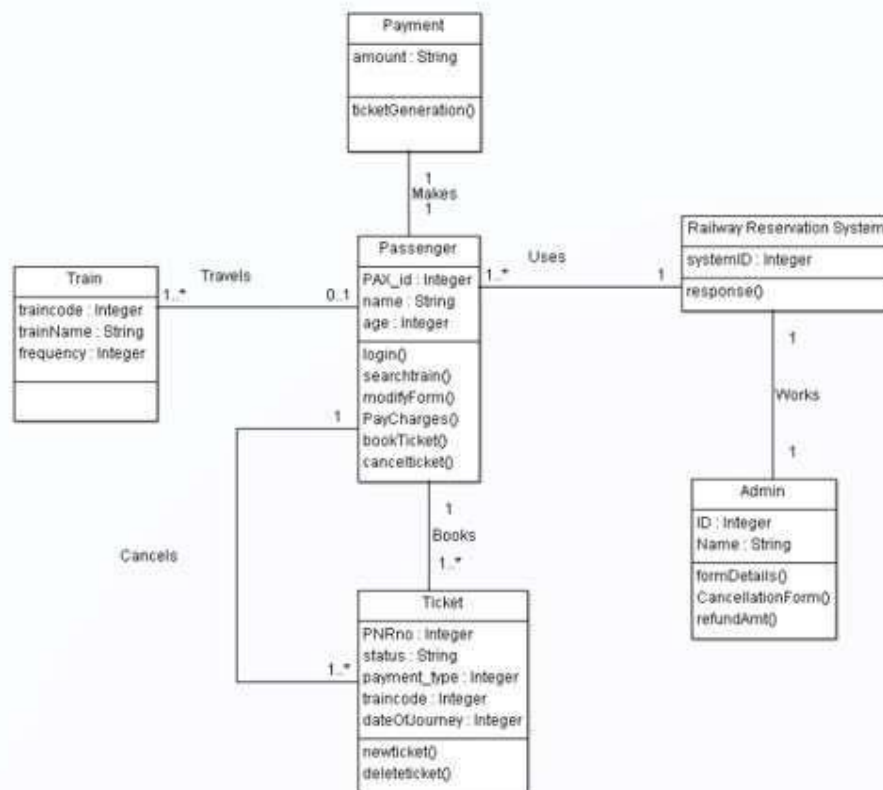 Payment
amount : String
ticketGeneration()
1
Makes
1
Passenger
PAX_id : Integer
name : String
age : Integer
login()
searchtrain()
modifyForm()
PayCharges()
bookTicket()
cancelticket()
Railway Reservation System
systemID : Integer
response()
Uses
1..*
1
Train
traincode : Integer
trainName : String
frequency : Integer
Travels
1..*
0..1
1
Works
1
Admin
ID : Integer
Name : String
formDetails()
CancellationForm()
refundAmt()
1
Cancels
1..*
1
Books
1..*
Ticket
PNRno : Integer
status : String
payment_type : Integer
traincode : Integer
dateOfJourney : Integer
newticket()
deleteticket()